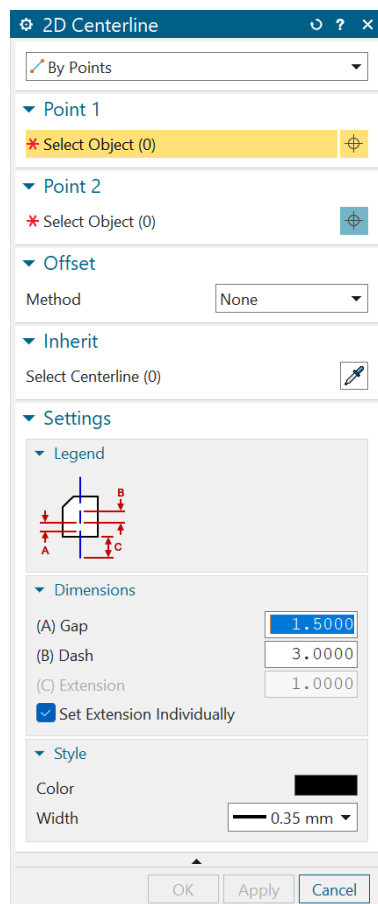 2D Centerline ?
By Points
Point 1
* Select Object (0)
Point 2
* Select Object (0)
Offset
Method None
Inherit
Select Centerline (0)
Settings
Legend
B
A C
Dimensions
(A) Gap 1.5000
(B) Dash 3.0000
(C) Extension 1.0000
Set Extension Individually
Style
Color
Width 0.35 mm
OK Apply Cancel